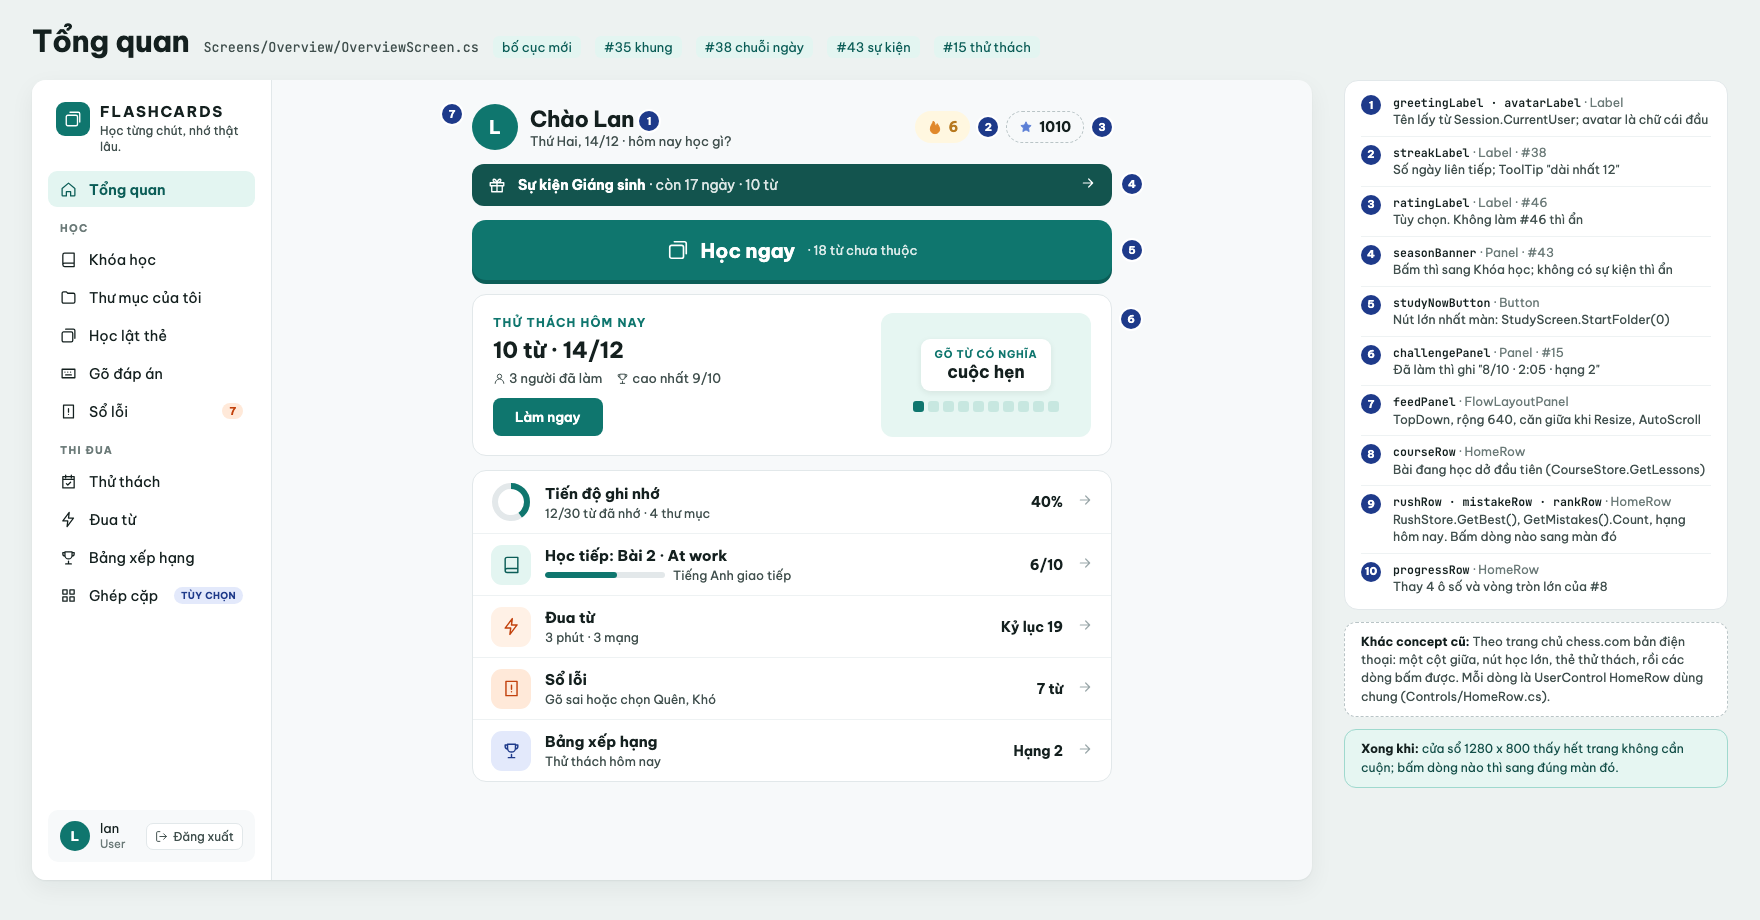 Tổng quan Screens/Overview/OverviewScreen.cs bố cục mới #35 khung #38 chuỗi ngày #43 sự kiện #15 thử thách
FLASHCARDS
Học từng chút, nhớ thật
lâu.
Tổng quan
HỌC
Khóa học
Thư mục của tôi
Học lật thẻ
Gõ đáp án
Sổ lỗi 7
THI ĐUA
Thử thách
Đua từ
Bảng xếp hạng
Ghép cặp TÙY CHỌN
L lan
User
Đăng xuất
7 L Chào Lan 1
Thứ Hai, 14/12 · hôm nay học gì?
6 2 1010 3
Sự kiện Giáng sinh · còn 17 ngày · 10 từ 4
Học ngay · 18 từ chưa thuộc 5
6
THỬ THÁCH HÔM NAY
10 từ · 14/12
3 người đã làm cao nhất 9/10
Làm ngay
GÕ TỪ CÓ NGHĨA
cuộc hẹn
Tiến độ ghi nhớ
12/30 từ đã nhớ · 4 thư mục
40%
Học tiếp: Bài 2 · At work
Tiếng Anh giao tiếp
6/10
Đua từ
3 phút · 3 mạng
Kỷ lục 19
Sổ lỗi
Gõ sai hoặc chọn Quên, Khó
7 từ
Bảng xếp hạng
Thử thách hôm nay
Hạng 2
1 greetingLabel · avatarLabel · Label
Tên lấy từ Session.CurrentUser; avatar là chữ cái đầu
2 streakLabel · Label · #38
Số ngày liên tiếp; ToolTip "dài nhất 12"
3 ratingLabel · Label · #46
Tùy chọn. Không làm #46 thì ẩn
4 seasonBanner · Panel · #43
Bấm thì sang Khóa học; không có sự kiện thì ẩn
5 studyNowButton · Button
Nút lớn nhất màn: StudyScreen.StartFolder(0)
6 challengePanel · Panel · #15
Đã làm thì ghi "8/10 · 2:05 · hạng 2"
7 feedPanel · FlowLayoutPanel
TopDown, rộng 640, căn giữa khi Resize, AutoScroll
8 courseRow · HomeRow
Bài đang học dở đầu tiên (CourseStore.GetLessons)
9 rushRow · mistakeRow · rankRow · HomeRow
RushStore.GetBest(), GetMistakes().Count, hạng
hôm nay. Bấm dòng nào sang màn đó
10 progressRow · HomeRow
Thay 4 ô số và vòng tròn lớn của #8
Khác concept cũ: Theo trang chủ chess.com bản điện
thoại: một cột giữa, nút học lớn, thẻ thử thách, rồi các
dòng bấm được. Mỗi dòng là UserControl HomeRow dùng
chung (Controls/HomeRow.cs).
Xong khi: cửa sổ 1280 x 800 thấy hết trang không cần
cuộn; bấm dòng nào thì sang đúng màn đó.